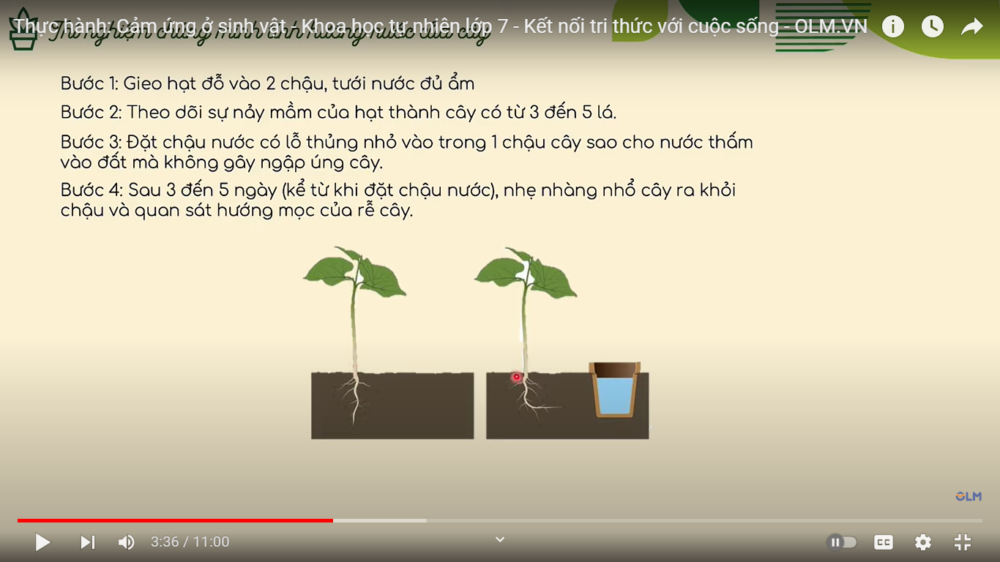 Thực hành: Cảm ứng ở sinh vật - Khoa học tự nhiên lớp 7 - Kết nối tri thức với cuộc sống - OLM.VN
Thí nghiệm chứng minh tính hướng nước của cây
Bước 1: Gieo hạt đỗ vào 2 chậu, tưới nước đủ ẩm
Bước 2: Theo dõi sự nảy mầm của hạt thành cây có từ 3 đến 5 lá.
Bước 3: Đặt chậu nước có lỗ thủng nhỏ vào trong 1 chậu cây sao cho nước thấm
vào đất mà không gây ngập úng cây.
Bước 4: Sau 3 đến 5 ngày (kể từ khi đặt chậu nước), nhẹ nhàng nhổ cây ra khỏi
chậu và quan sát hướng mọc của rễ cây.
OLM
3:36 / 11:00
CC